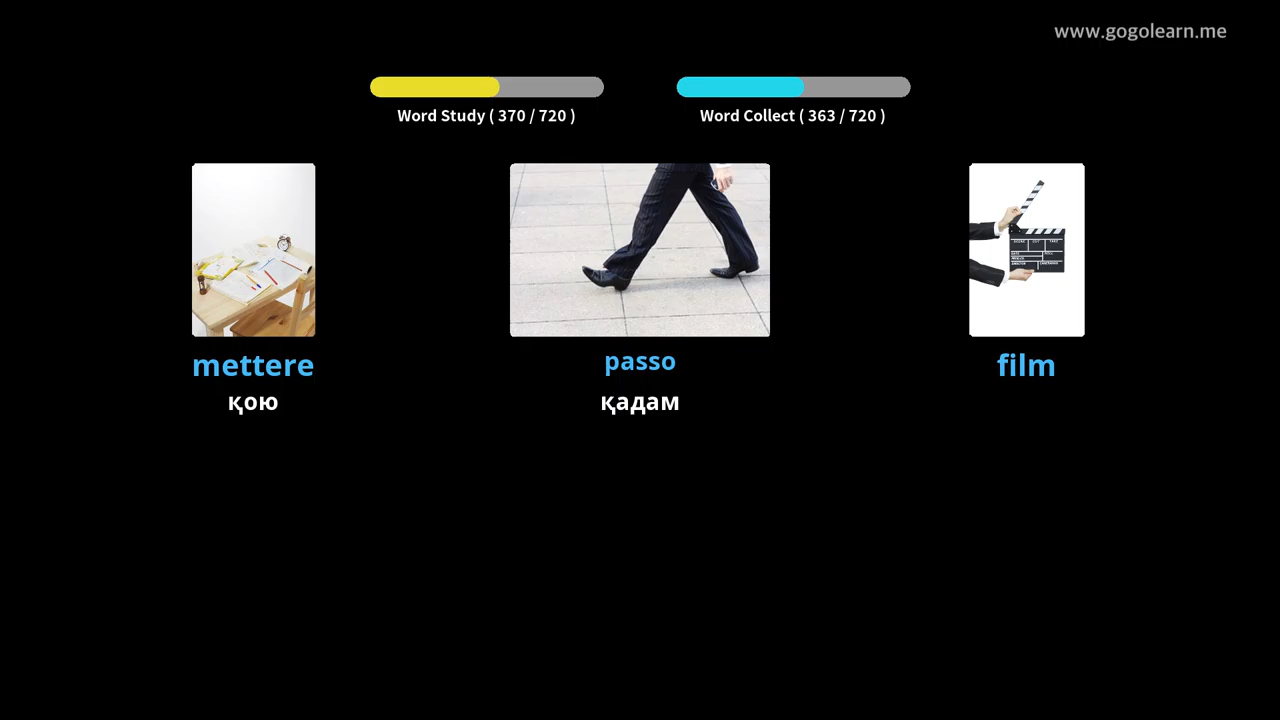 www.gogolearn.me
Word Study ( 370 / 720 )
Word Collect ( 363 / 720 )
mettere
passo
film
қою
қадам